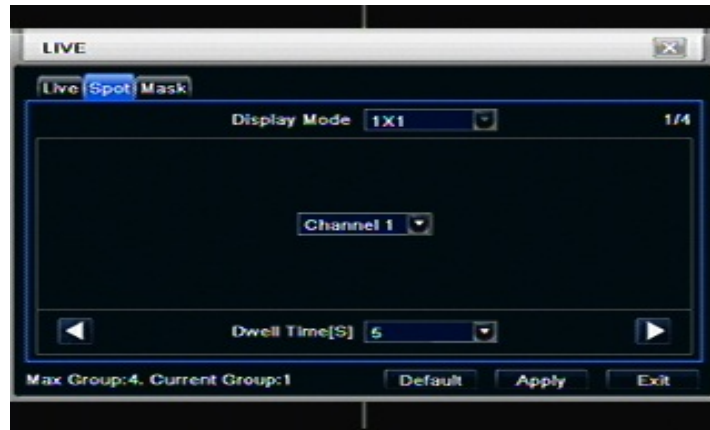 LIVE
Live Spot Mask
Display Mode 1X1 1/4
Channel 1
Dwell Time[S] 5
Max Group:4. Current Group:1 Default Apply Exit